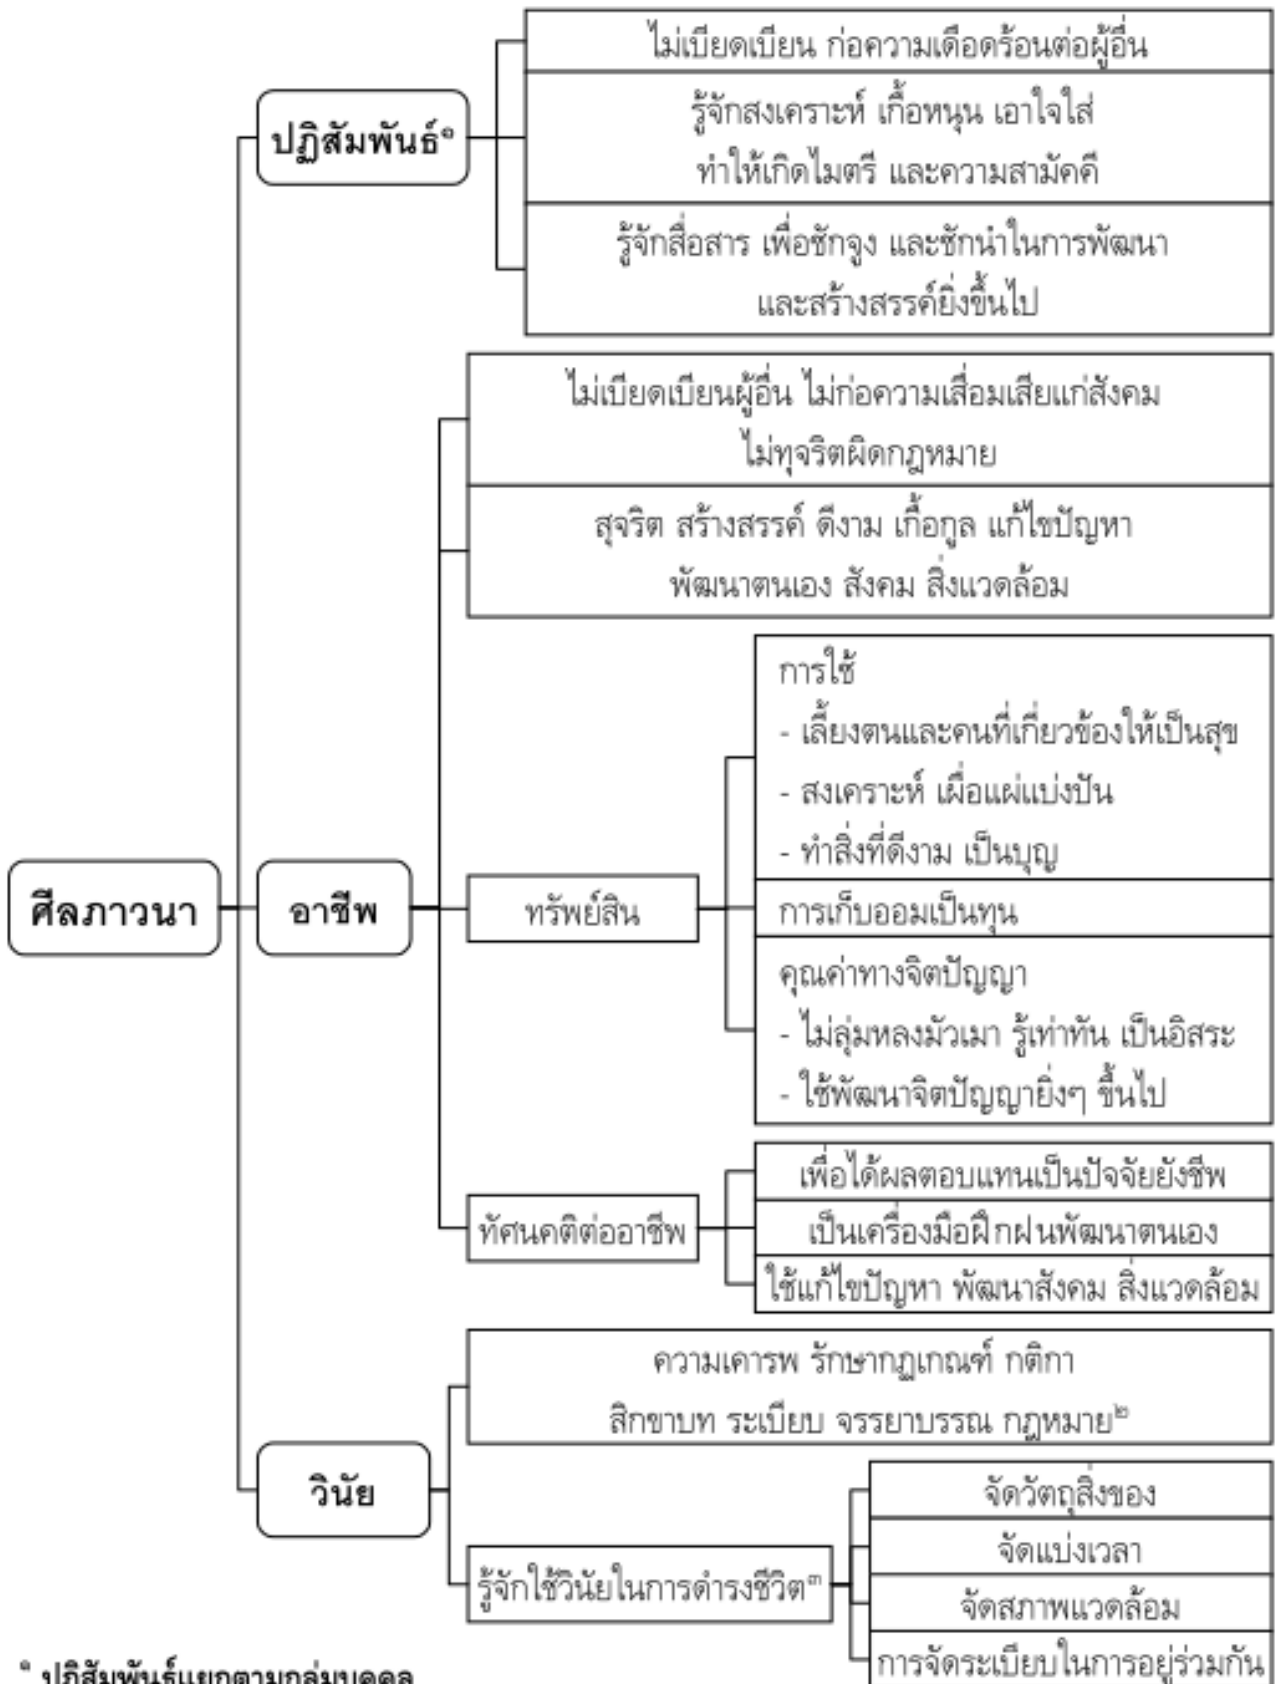 ไม่เบียดเบียน ก่อความเดือดร้อนต่อผู้อื่น
ปฏิสัมพันธ์๑
รู้จักสงเคราะห์ เกื้อหนุน เอาใจใส่
ทำให้เกิดไมตรี และความสามัคคี
รู้จักสื่อสาร เพื่อชักจูง และชักนำในการพัฒนา
และสร้างสรรค์ยิ่งขึ้นไป
ศีลภาวนา
อาชีพ
ไม่เบียดเบียนผู้อื่น ไม่ก่อความเสื่อมเสียแก่สังคม
ไม่ทุจริตผิดกฎหมาย
สุจริต สร้างสรรค์ ดีงาม เกื้อกูล แก้ไขปัญหา
พัฒนาตนเอง สังคม สิ่งแวดล้อม
ทรัพย์สิน
การใช้
- เลี้ยงตนและคนที่เกี่ยวข้องให้เป็นสุข
- สงเคราะห์ เผื่อแผ่แบ่งปัน
- ทำสิ่งที่ดีงาม เป็นบุญ
การเก็บออมเป็นทุน
คุณค่าทางจิตปัญญา
- ไม่ลุ่มหลงมัวเมา รู้เท่าทัน เป็นอิสระ
- ใช้พัฒนาจิตปัญญายิ่งๆ ขึ้นไป
ทัศนคติต่ออาชีพ
เพื่อได้ผลตอบแทนเป็นปัจจัยยังชีพ
เป็นเครื่องมือฝึกฝนพัฒนาตนเอง
ใช้แก้ไขปัญหา พัฒนาสังคม สิ่งแวดล้อม
วินัย
ความเคารพ รักษากฏเกณฑ์ กติกา
สิกขาบท ระเบียบ จรรยาบรรณ กฎหมาย๒
รู้จักใช้วินัยในการดำรงชีวิต๓
จัดวัตถุสิ่งของ
จัดแบ่งเวลา
จัดสภาพแวดล้อม
การจัดระเบียบในการอยู่ร่วมกัน
๑ ปฏิสัมพันธ์แยกตามกลุ่มบุคคล